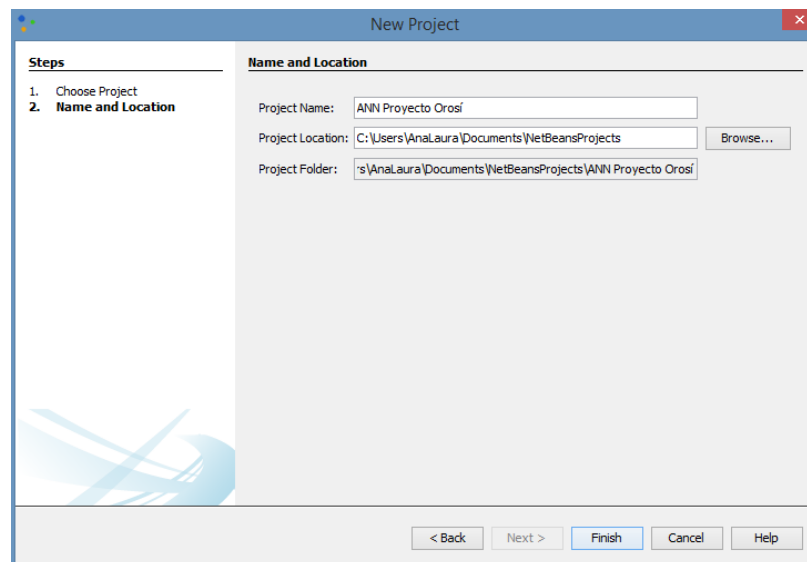 New Project
Steps
1. Choose Project
2. Name and Location
Name and Location
Project Name: ANN Proyecto Orosí
Project Location: C:\Users\AnaLaura\Documents\NetBeansProjects Browse...
Project Folder: 's\AnaLaura\Documents\NetBeansProjects\ANN Proyecto Orosí
< Back Next > Finish Cancel Help